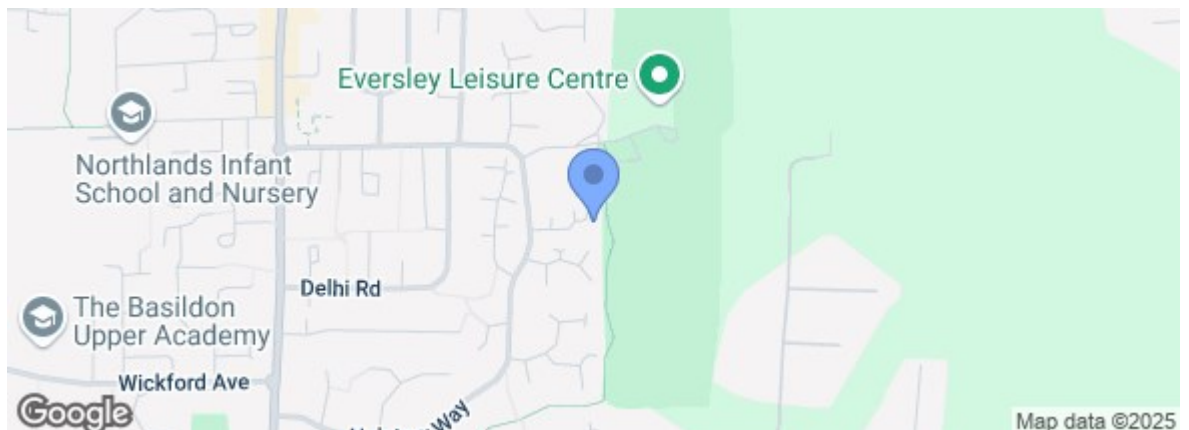 Eversley Leisure Centre
Northlands Infant
School and Nursery
Delhi Rd
The Basildon
Upper Academy
Wickford Ave
Way
Google
Map data ©2025